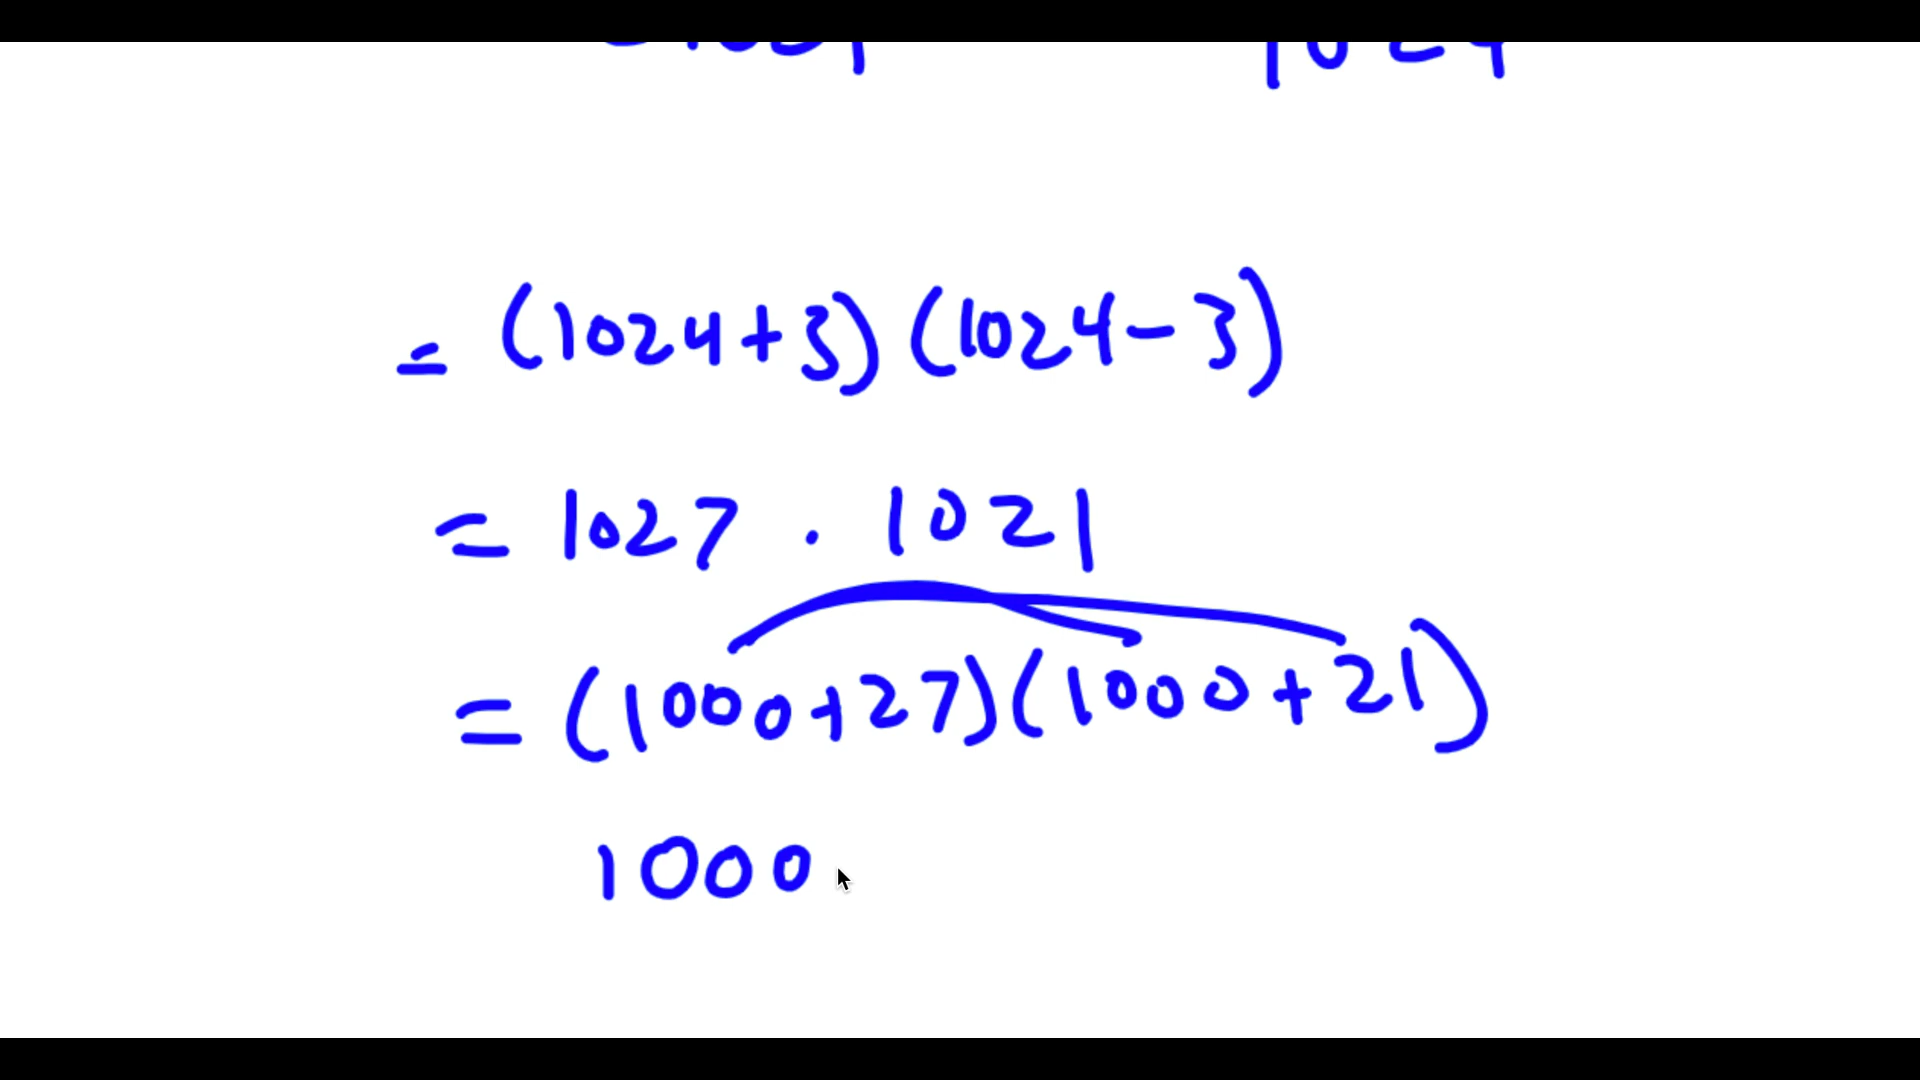 = (1024+3) (1024-3)
= 1027 . 1021
= (1000+27)(1000+21)
1000